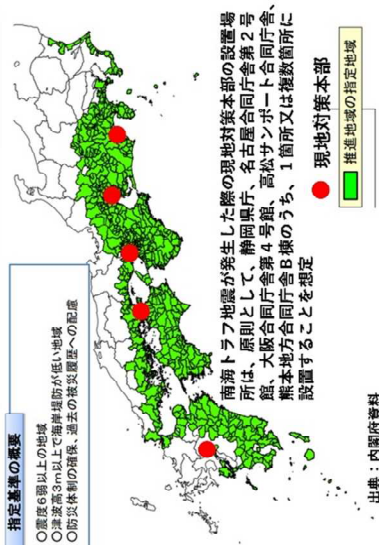 指定基準の概要
○震度6弱以上の地域
○津波高3m以上で海岸堤防が低い地域
○防災体制の確保、過去の被災履歴への配慮
南海トラフ地震が発生した際の現地対策本部の設置場
所は、原則として、静岡県庁、名古屋合同庁舎第2号
館、大阪合同庁舎第4号館、高松サンポート合同庁舎、
熊本地方合同庁舎B棟のうち、1箇所又は複数箇所に
設置することを想定
現地対策本部
推進地域の指定地域
出典：内閣府資料